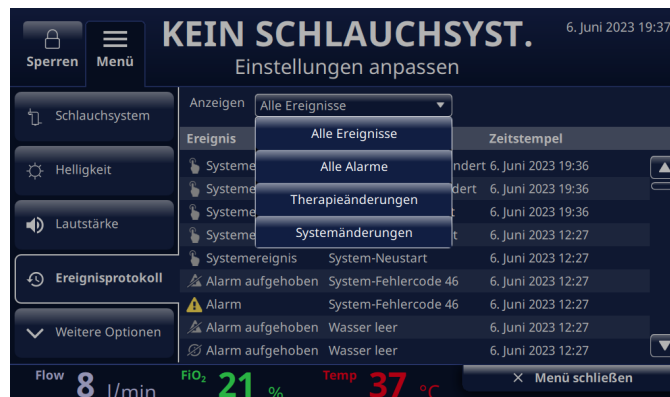 KEIN SCHLAUCHSYST.
6. Juni 2023 19:37
Sperren
Menü
Einstellungen anpassen
Schlauchsystem
Helligkeit
Lautstärke
Ereignisprotokoll
Weitere Optionen
Anzeigen Alle Ereignisse
Alle Ereignisse
Alle Alarme
Therapieänderungen
Systemänderungen
Ereignis Zeitstempel
Systeme ndert 6. Juni 2023 19:36
Systeme dert 6. Juni 2023 19:36
Systeme t 6. Juni 2023 19:36
Systeme t 6. Juni 2023 12:27
Systemereignis System-Neustart 6. Juni 2023 12:27
Alarm aufgehoben System-Fehlercode 46 6. Juni 2023 12:27
Alarm System-Fehlercode 46 6. Juni 2023 12:27
Alarm aufgehoben Wasser leer 6. Juni 2023 12:27
Alarm aufgehoben Wasser leer 6. Juni 2023 12:27
Flow 8 l/min
FiO₂ 21 %
Temp 37 °C
× Menü schließen